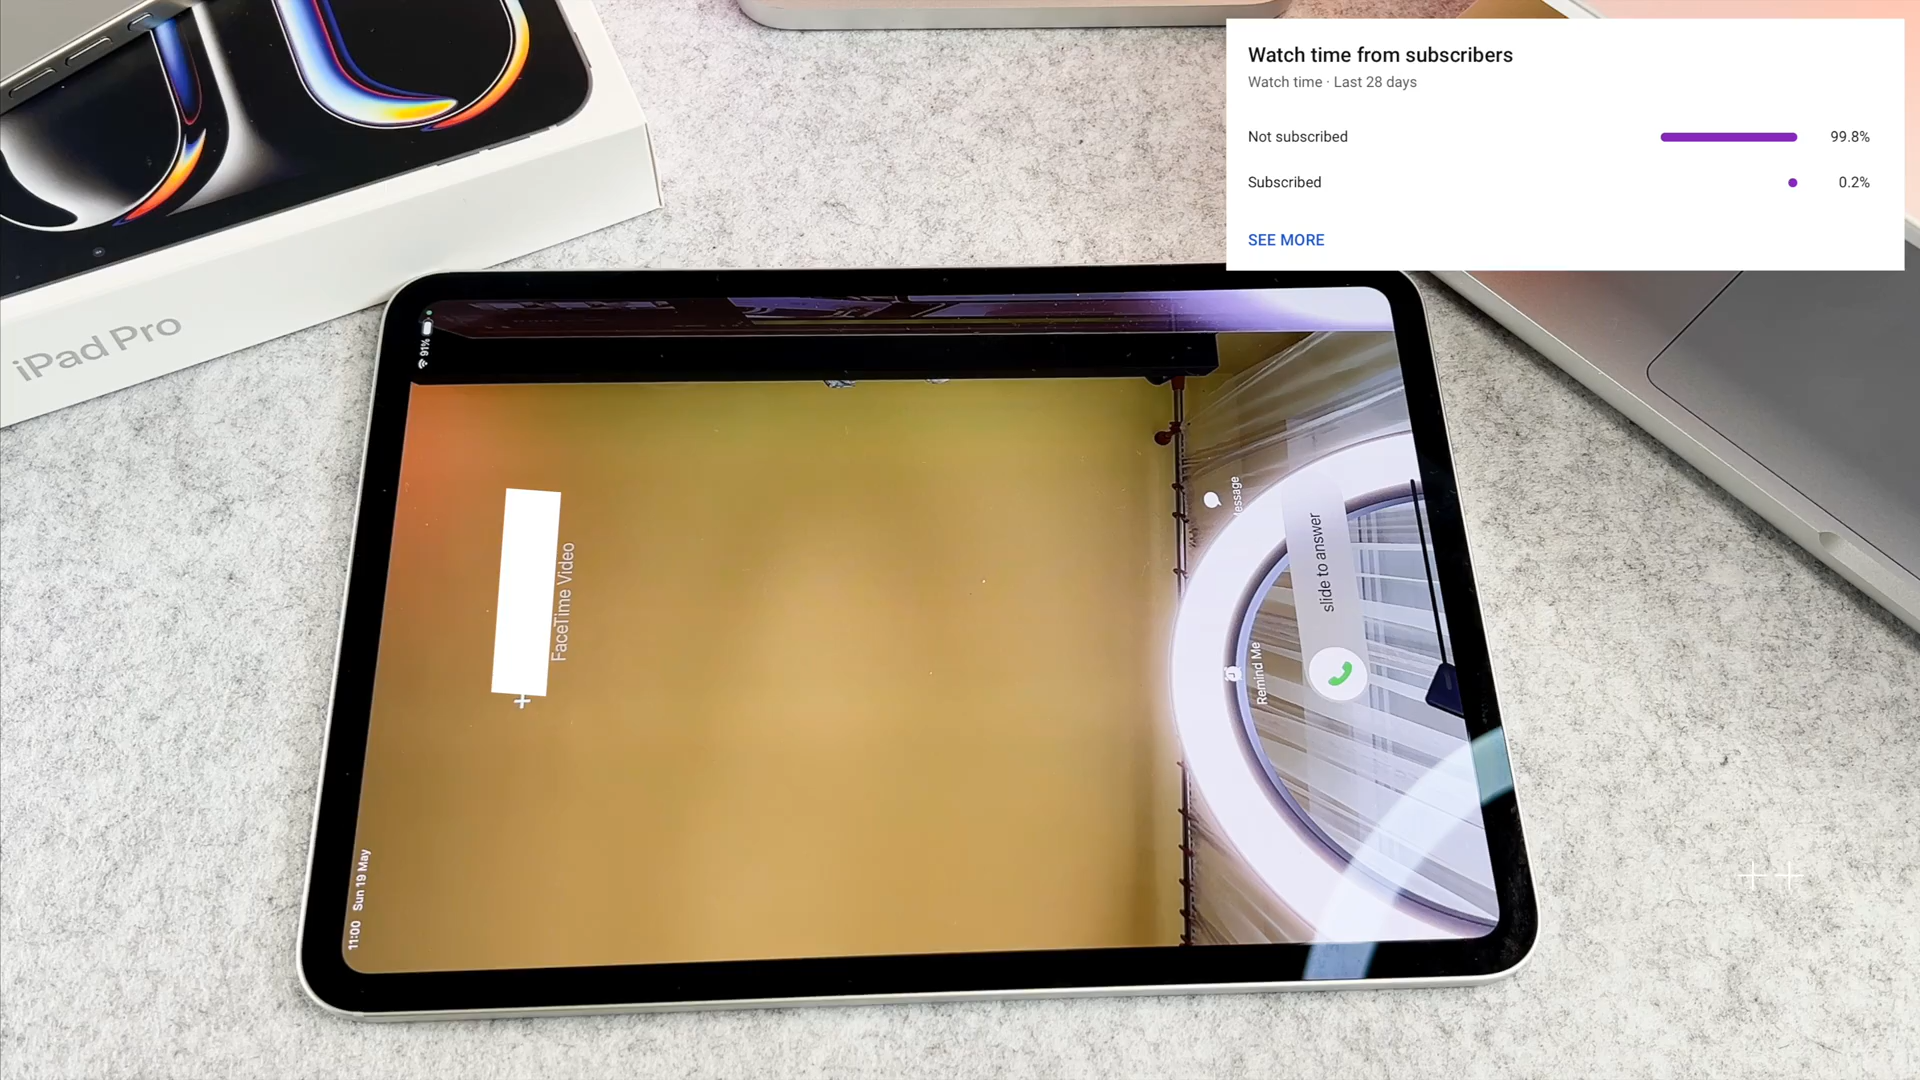 Watch time from subscribers
Watch time · Last 28 days
Not subscribed
99.8%
Subscribed
0.2%
SEE MORE
iPad Pro
91%
11:00 Sun 19 May
+
FaceTime Video
Message
Remind Me
slide to answer